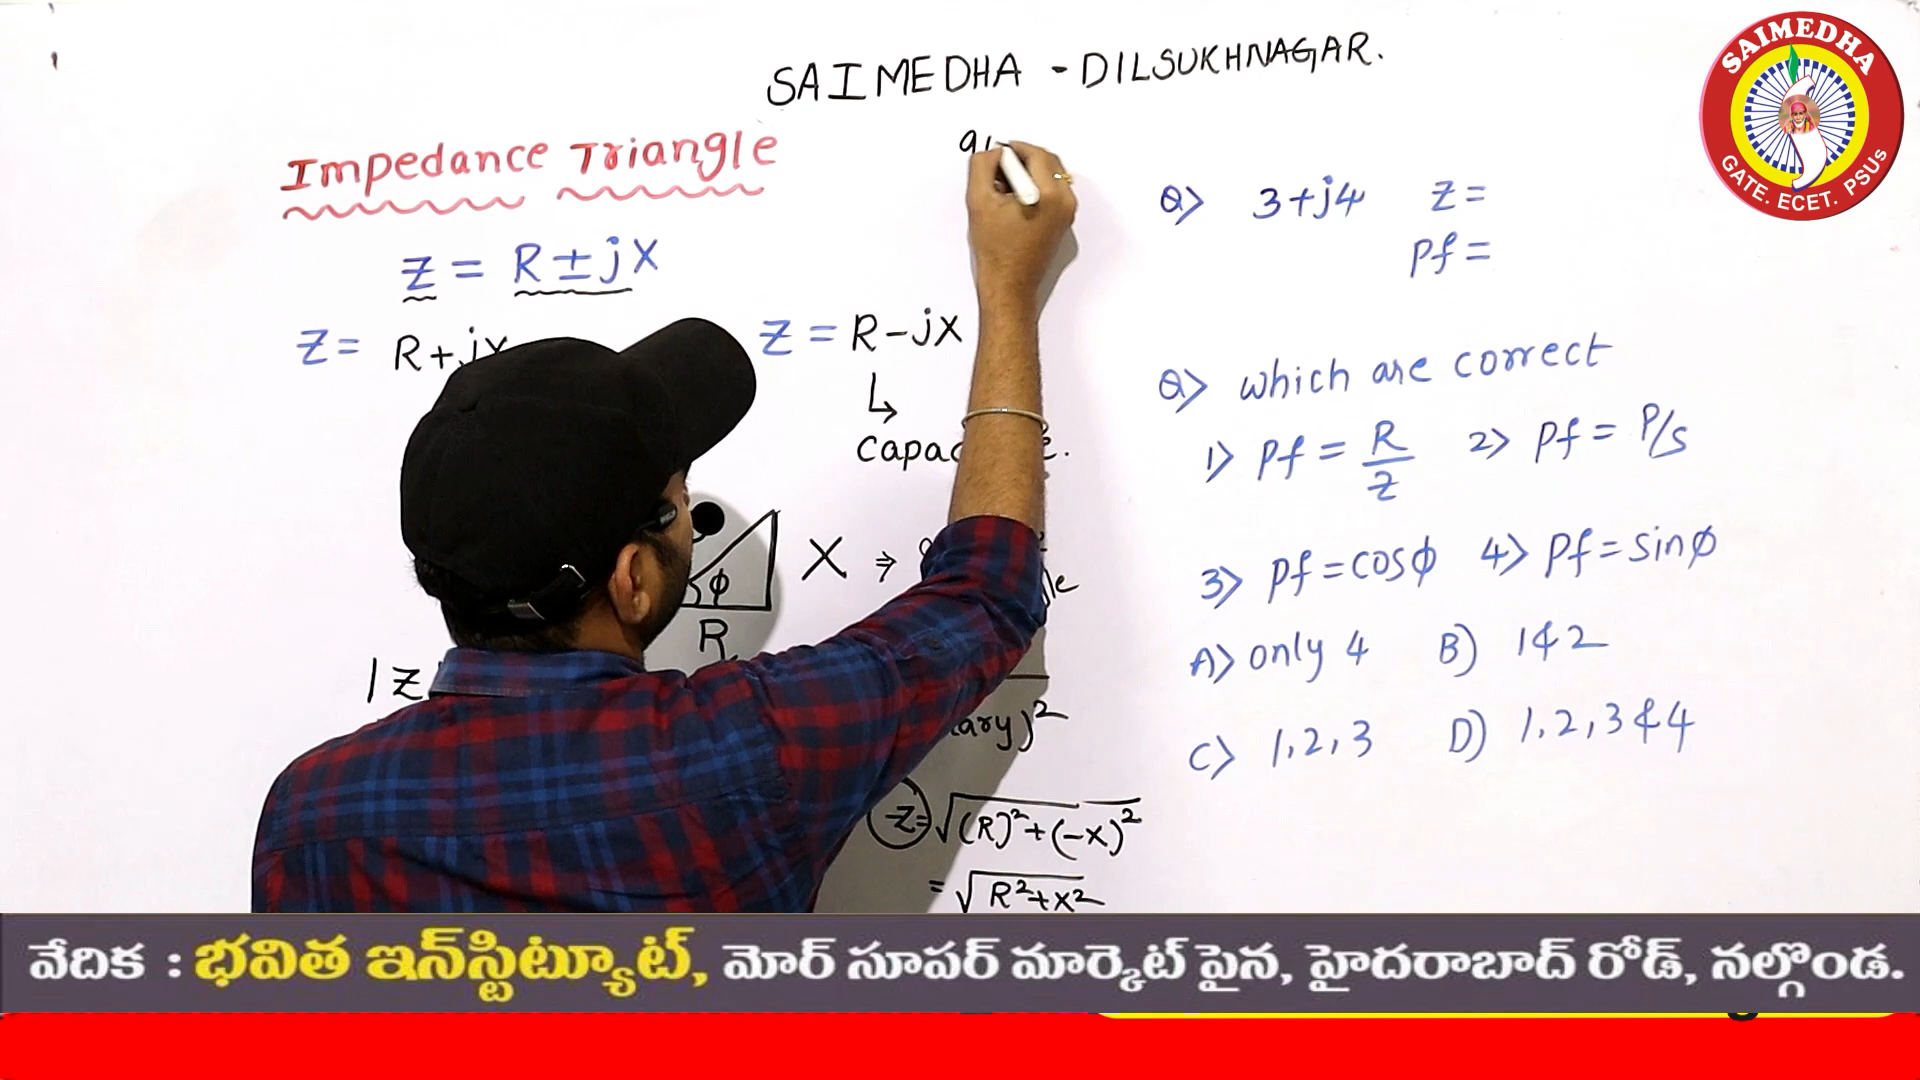 SAIMEDHA - DILSUKHNAGAR.
SAIMEDHA
GATE. ECET. PSUs
Impedance Triangle
Z = R ± jX
Z = R+jX
Z = R-jX
↳
R
X ⇒
ϕ
|Z
Z = √(R)²+(-X)²
= √R²+X²
Q> 3+j4 Z =
Pf =
Q> which are correct
1> Pf = R/Z 2> Pf = P/S
3> Pf = cosϕ 4> Pf = sinϕ
A> only 4 B) 1&2
C> 1,2,3 D) 1,2,3&4
వేదిక : భవిత ఇన్‌స్టిట్యూట్, మోర్ సూపర్ మార్కెట్ పైన, హైదరాబాద్ రోడ్, నల్గొండ.